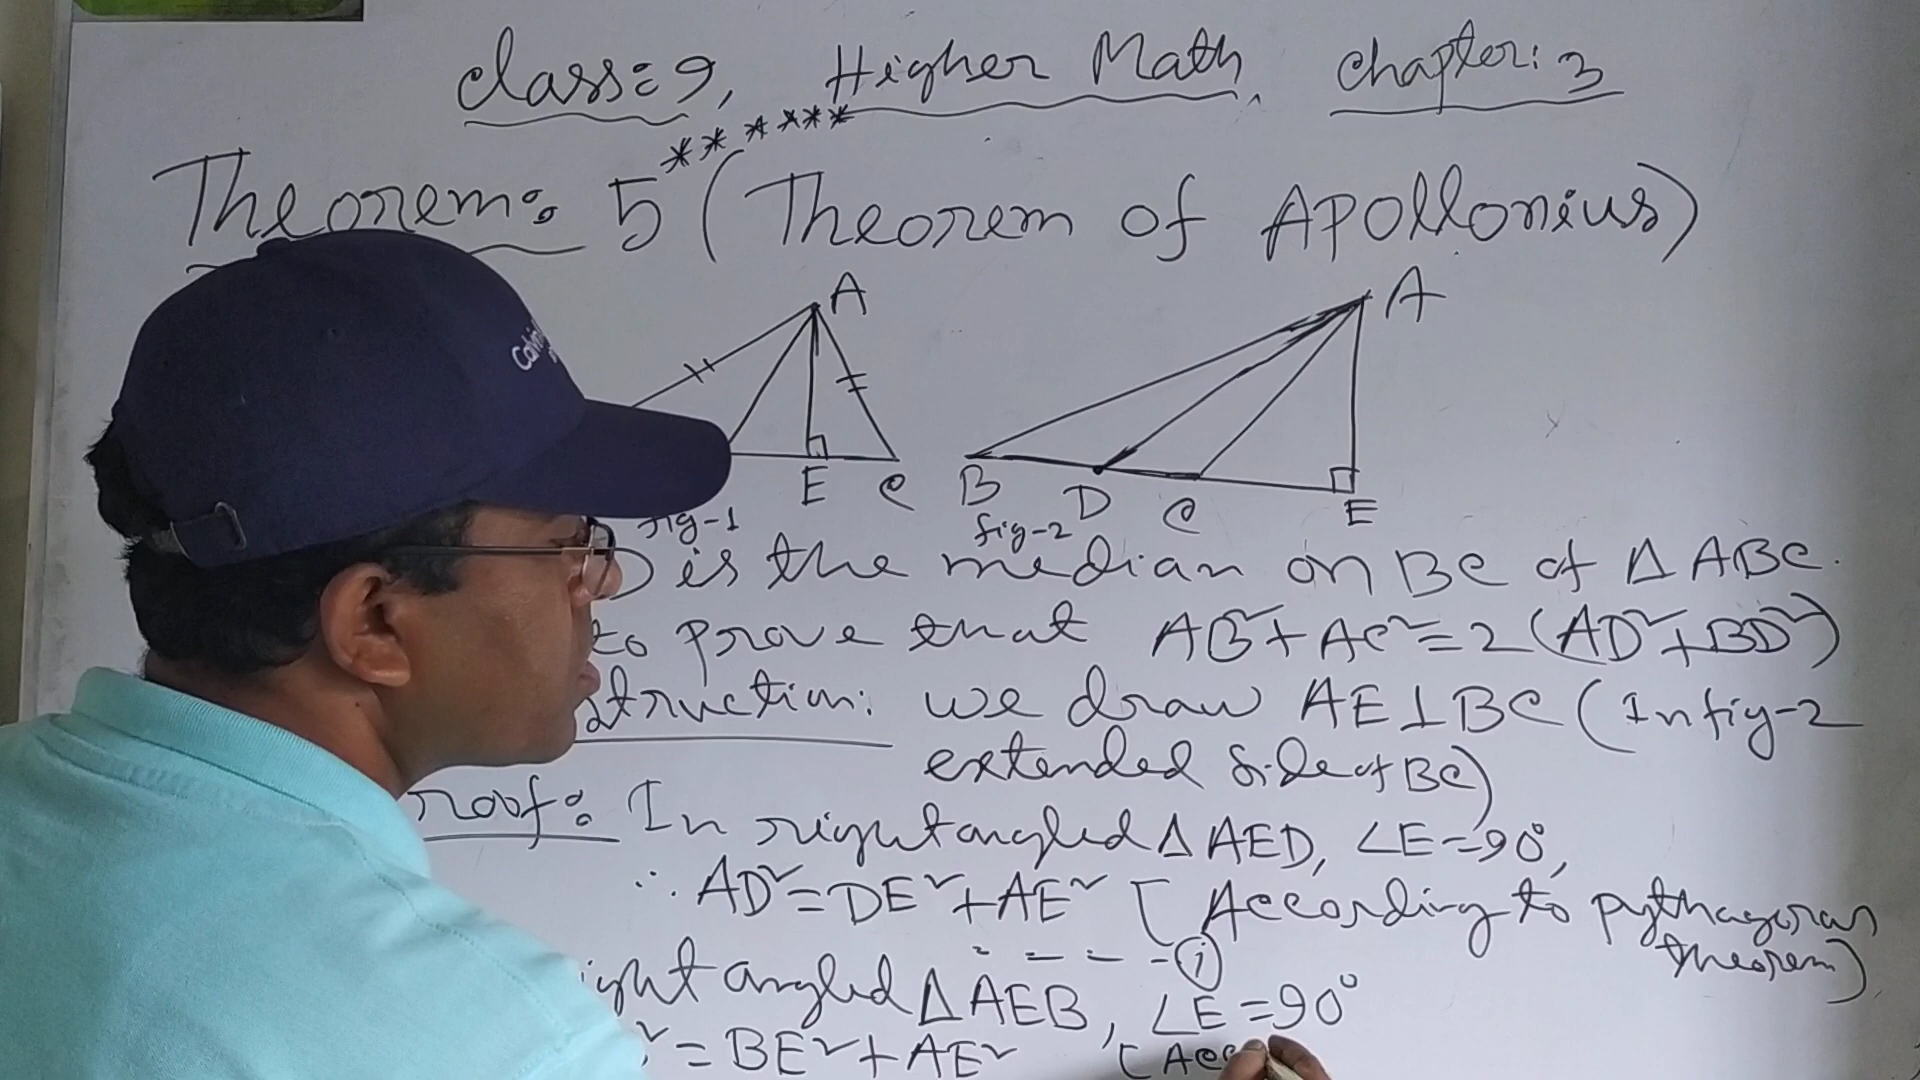 class: 9, Higher Math, chapter: 3
******
Theorem: 5 (Theorem of Apollonius)
A A
E C B D C E
fig-1 fig-2
D is the median on BC of Δ ABC.
to prove that AB²+AC²=2(AD²+BD²)
struction: we draw AE⊥BC (In fig-2
extended side of BC)
roof: In right angled Δ AED, ∠E=90°,
∴ AD²=DE²+AE² [According to pythagoras
theorem)
- - - - (i)
ight angled Δ AEB, ∠E=90°
²=BE²+AE² [Acc